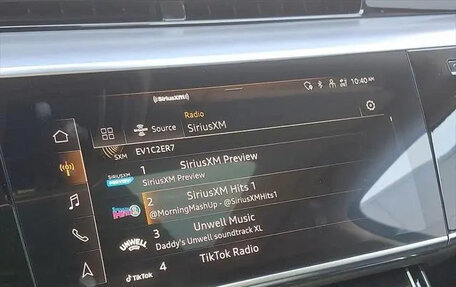 ((SiriusXM))
10:40 AM
Radio
Source SiriusXM
SXM EV1C2ER7
1 SiriusXM Preview
SiriusXM Preview
2 SiriusXM Hits 1
@MorningMashUp - @SiriusXMHits1
3 Unwell Music
UNWELL Daddy's Unwell soundtrack XL
4 TikTok Radio
TikTok